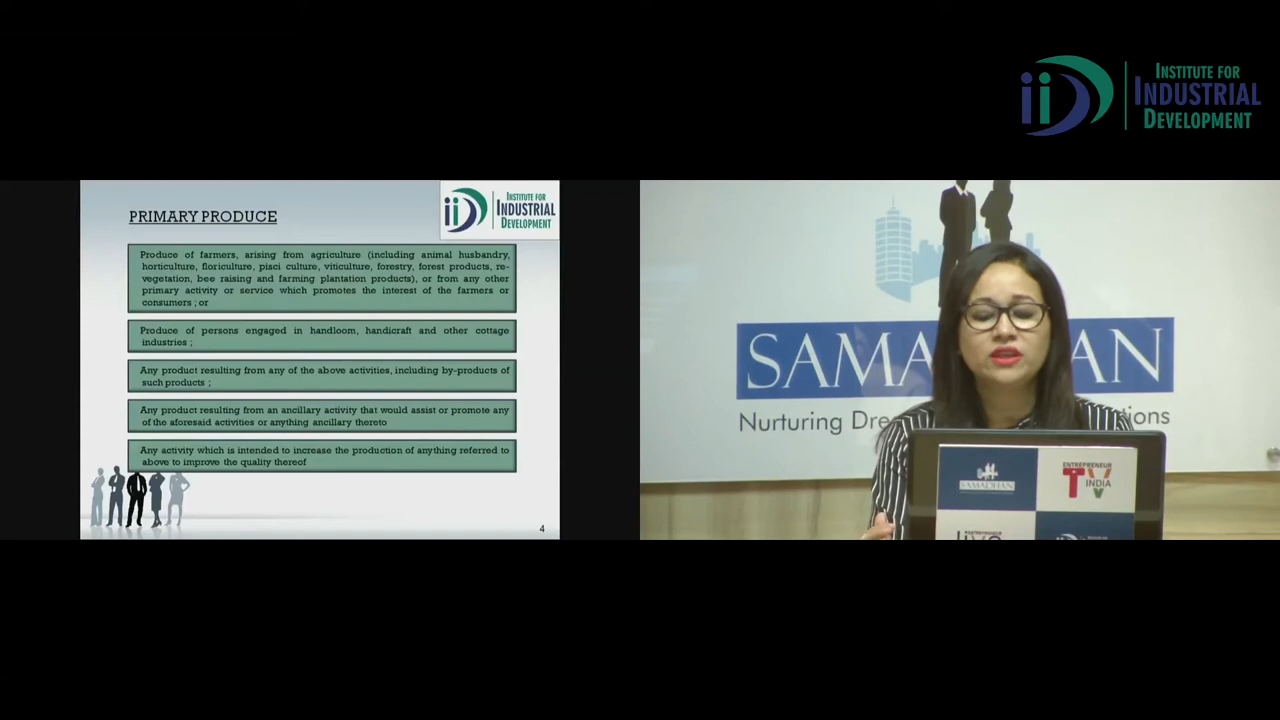 INSTITUTE FOR
INDUSTRIAL
DEVELOPMENT
PRIMARY PRODUCE
iiD
INSTITUTE FOR
INDUSTRIAL
DEVELOPMENT
Produce of farmers, arising from agriculture (including animal husbandry,
horticulture, floriculture, pisci culture, viticulture, forestry, forest products, re-
vegetation, bee raising and farming plantation products), or from any other
primary activity or service which promotes the interest of the farmers or
consumers ; or
Produce of persons engaged in handloom, handicraft and other cottage
industries ;
Any product resulting from any of the above activities, including by-products of
such products ;
Any product resulting from an ancillary activity that would assist or promote any
of the aforesaid activities or anything ancillary thereto
Any activity which is intended to increase the production of anything referred to
above to improve the quality thereof
4
SAMA AN
Nurturing Dre
SAMADHAN
ENTREPRENEUR
TV
INDIA